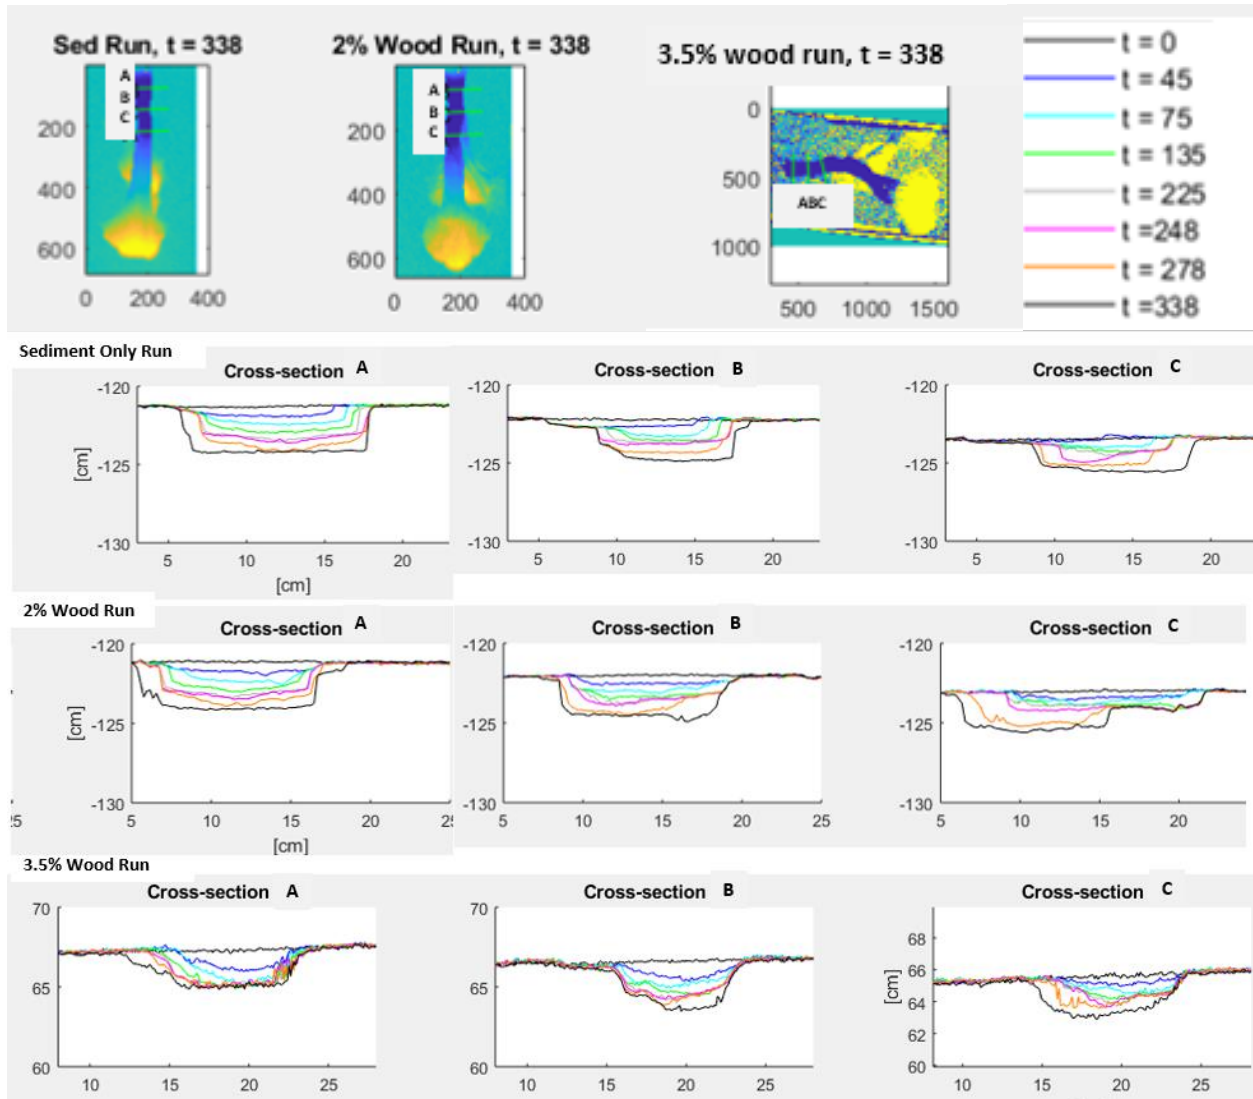 Sed Run, t = 338
2% Wood Run, t = 338
3.5% wood run, t = 338
A
B
C
200
400
600
0 200 400
A
B
C
200
400
600
0 200 400
0
500
1000
ABC
500 1000 1500
t = 0
t = 45
t = 75
t = 135
t = 225
t =248
t = 278
t =338
Sediment Only Run
Cross-section A
-120
-125
-130
[cm]
5 10 15 20
[cm]
Cross-section B
-120
-125
-130
5 10 15 20
Cross-section C
-120
-125
-130
5 10 15 20
2% Wood Run
Cross-section A
-120
-125
-130
[cm]
5 10 15 20
[cm]
Cross-section B
-120
-125
-130
5 10 15 20 25
Cross-section C
-120
-125
-130
5 10 15 20
3.5% Wood Run
Cross-section A
70
65
60
10 15 20 25
Cross-section B
70
65
60
10 15 20 25
Cross-section C
68
66
64
62
60
[cm]
10 15 20 25